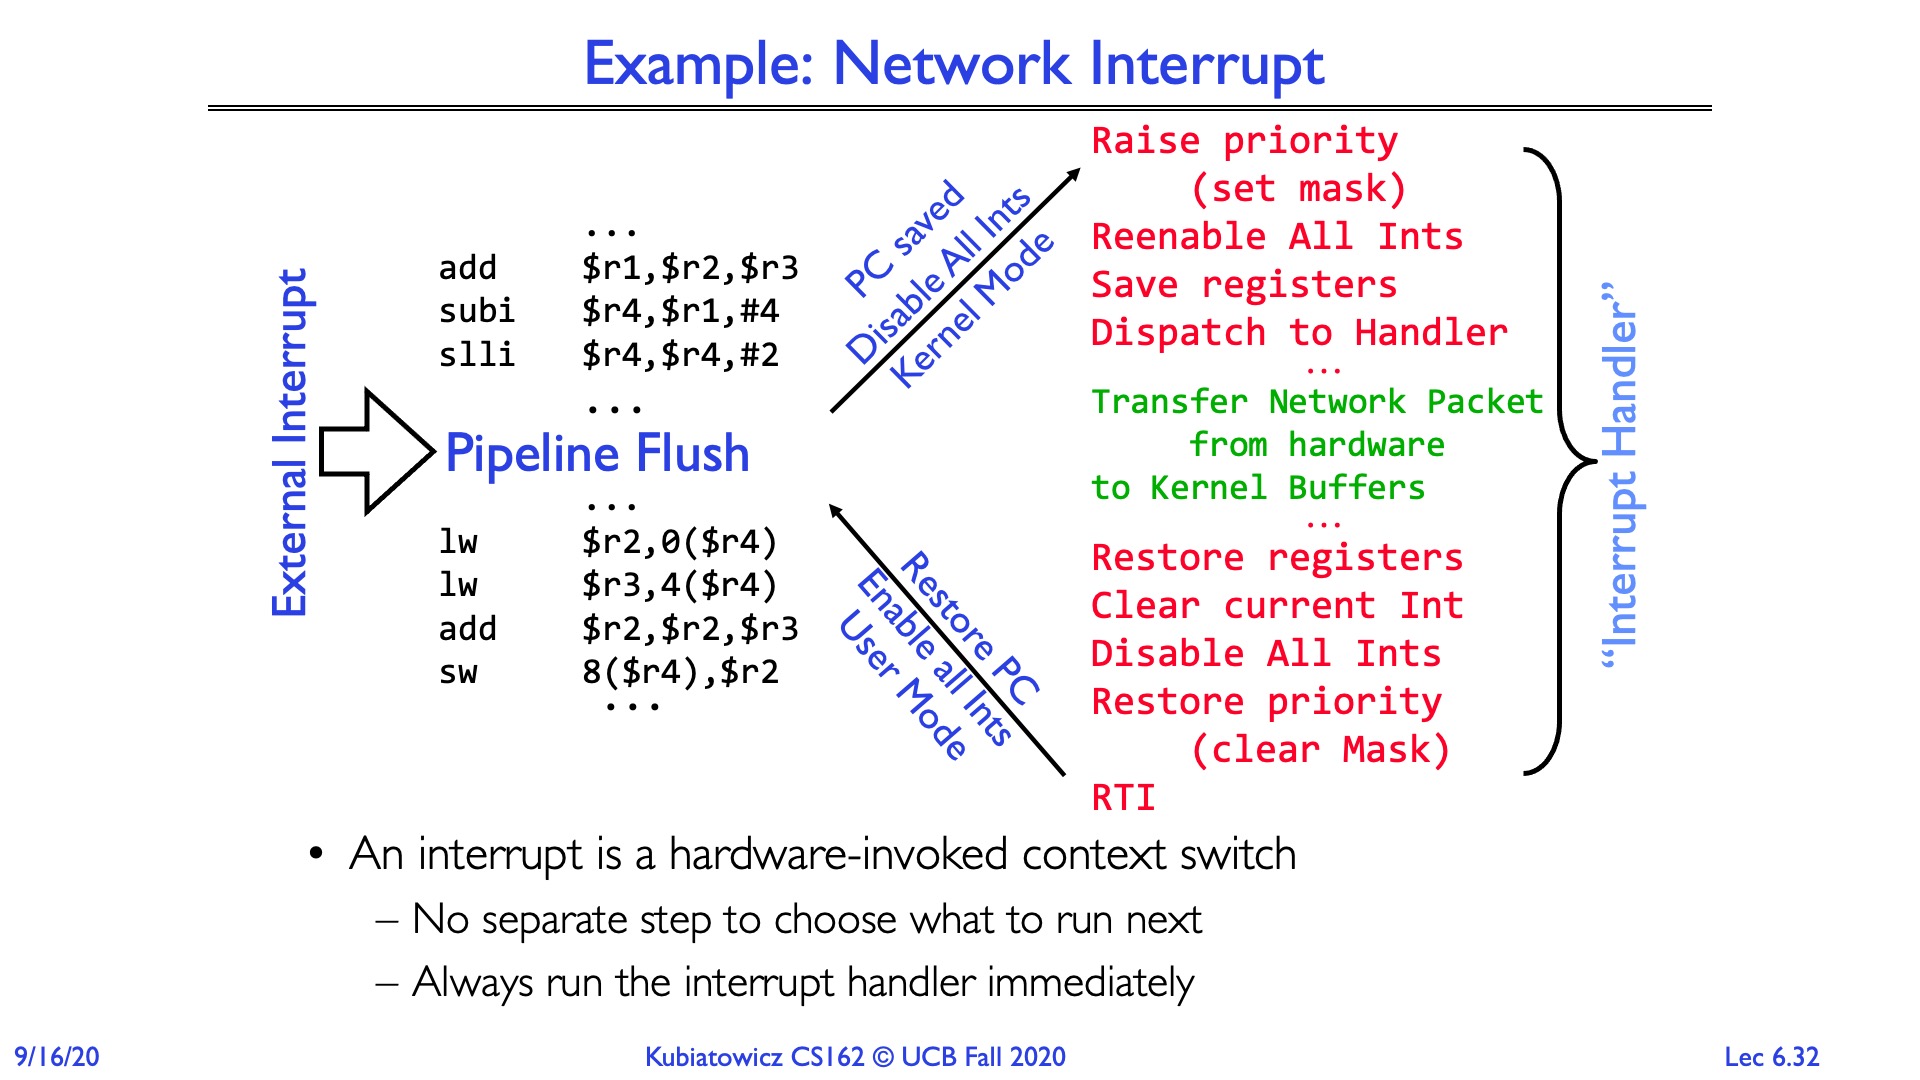 Example: Network Interrupt
External Interrupt
...
add $r1,$r2,$r3
subi $r4,$r1,#4
slli $r4,$r4,#2
...
Pipeline Flush
...
lw $r2,0($r4)
lw $r3,4($r4)
add $r2,$r2,$r3
sw 8($r4),$r2
...
PC saved
Disable All Ints
Kernel Mode
Restore PC
Enable all Ints
User Mode
Raise priority
(set mask)
Reenable All Ints
Save registers
Dispatch to Handler
...
Transfer Network Packet
from hardware
to Kernel Buffers
...
Restore registers
Clear current Int
Disable All Ints
Restore priority
(clear Mask)
RTI
“Interrupt Handler”
• An interrupt is a hardware-invoked context switch
– No separate step to choose what to run next
– Always run the interrupt handler immediately
9/16/20
Kubiatowicz CS162 © UCB Fall 2020
Lec 6.32